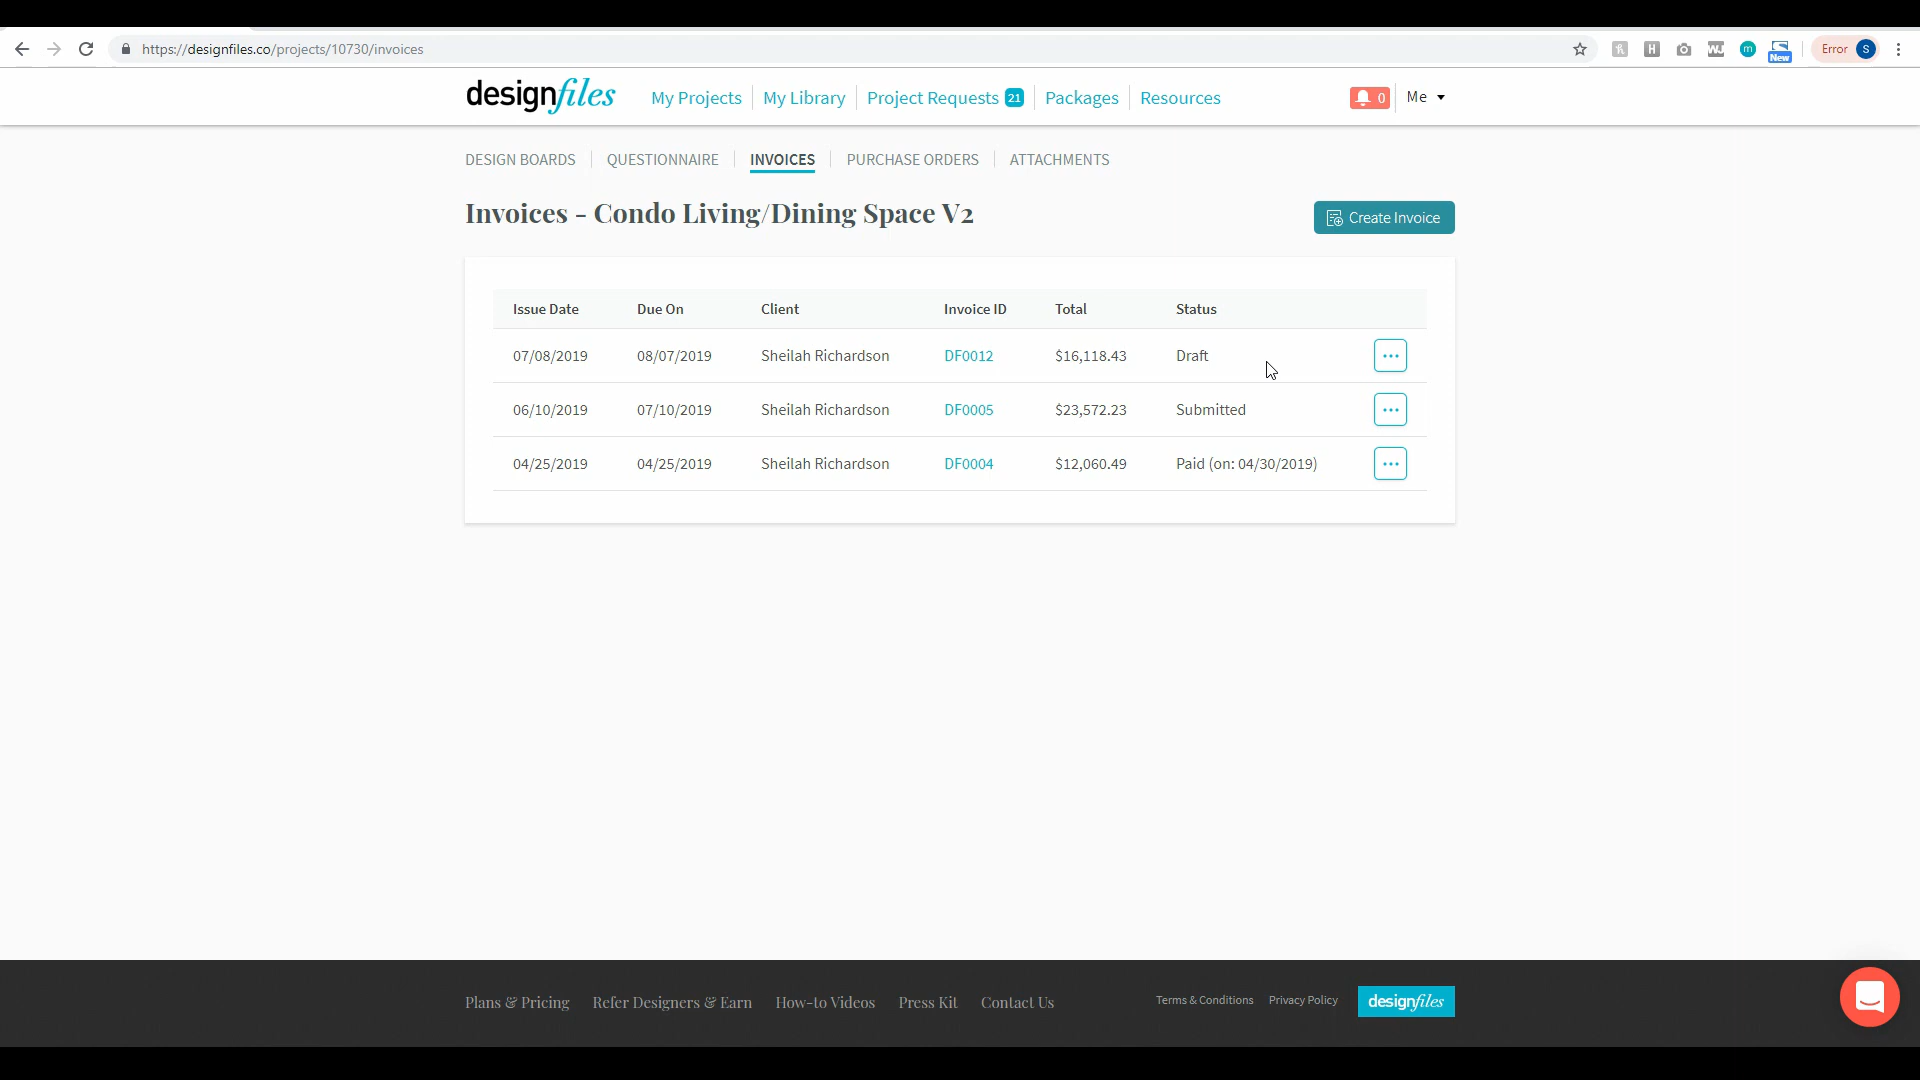 https://designfiles.co/projects/10730/invoices
New
Error S
designfiles My Projects My Library Project Requests 21 Packages Resources 0 Me
DESIGN BOARDS QUESTIONNAIRE INVOICES PURCHASE ORDERS ATTACHMENTS
Invoices - Condo Living/Dining Space V2
Create Invoice
Issue Date Due On Client Invoice ID Total Status
07/08/2019 08/07/2019 Sheilah Richardson DF0012 $16,118.43 Draft
06/10/2019 07/10/2019 Sheilah Richardson DF0005 $23,572.23 Submitted
04/25/2019 04/25/2019 Sheilah Richardson DF0004 $12,060.49 Paid (on: 04/30/2019)
Plans & Pricing Refer Designers & Earn How-to Videos Press Kit Contact Us Terms & Conditions Privacy Policy designfiles